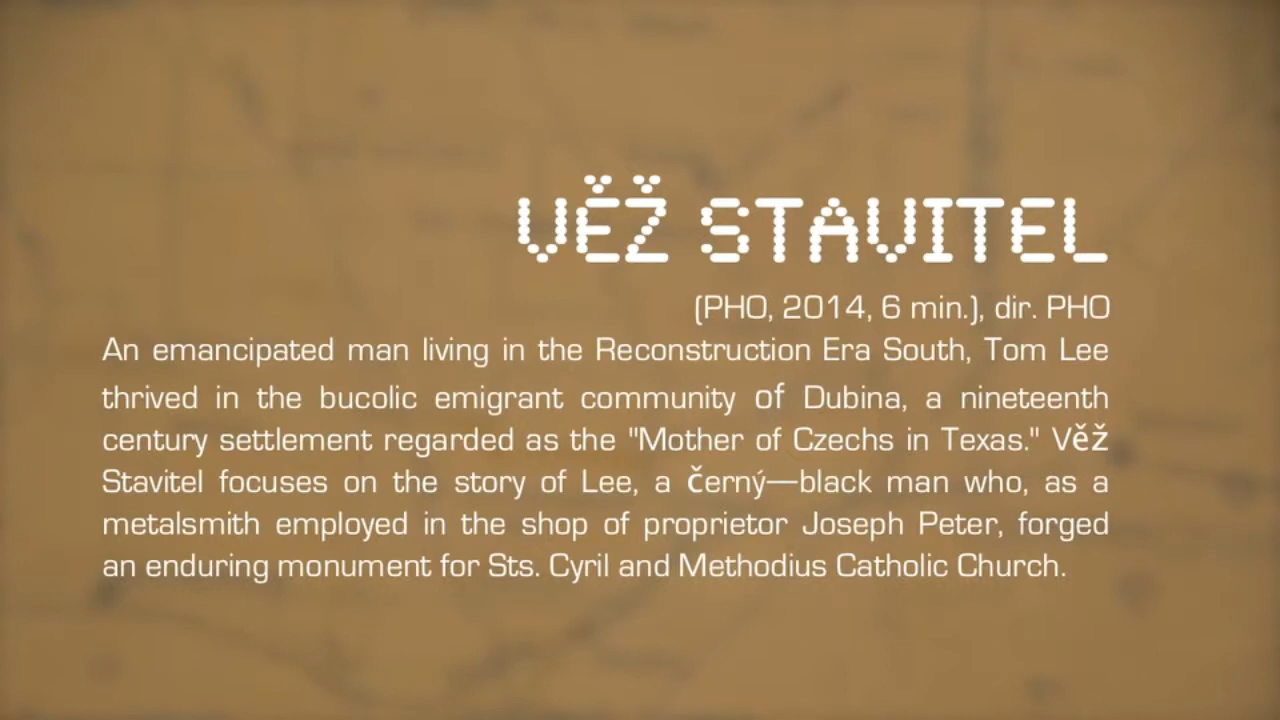 VĚŽ STAVITEL
(PHO, 2014, 6 min.), dir. PHO
An emancipated man living in the Reconstruction Era South, Tom Lee
thrived in the bucolic emigrant community of Dubina, a nineteenth
century settlement regarded as the "Mother of Czechs in Texas." Věž
Stavitel focuses on the story of Lee, a černý—black man who, as a
metalsmith employed in the shop of proprietor Joseph Peter, forged
an enduring monument for Sts. Cyril and Methodius Catholic Church.